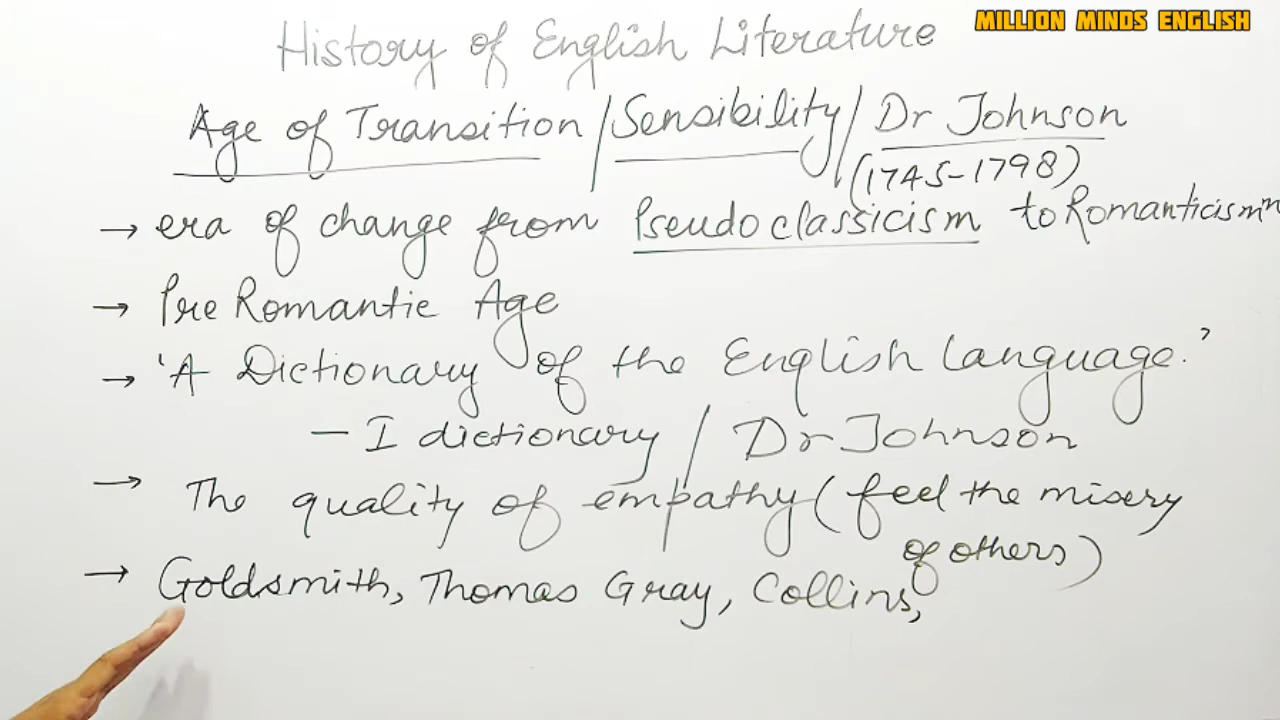 MILLION MINDS ENGLISH
History of English Literature
Age of Transition / Sensibility / Dr Johnson
(1745-1798)
→ era of change from Pseudoclassicism to Romanticism
→ Pre Romantic Age
→ 'A Dictionary of the English Language.'
- I dictionary / Dr Johnson
→ The quality of empathy (feel the misery
of others)
→ Goldsmith, Thomas Gray, Collins,